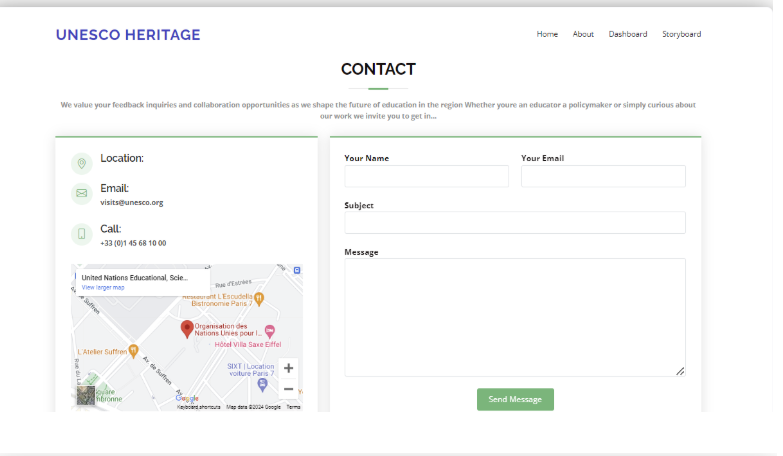 UNESCO HERITAGE
Home About Dashboard Storyboard
CONTACT
We value your feedback inquiries and collaboration opportunities as we shape the future of education in the region Whether youre an educator a policymaker or simply curious about
our work we invite you to get in...
Location:
Email:
visits@unesco.org
Call:
+33 (0)1 45 68 10 00
United Nations Educational, Scie...
View larger map
Rue d'Estrées
Restaurant L'Escudella
Bistronomie Paris 7
Organisation des
Nations Unies pour l...
Hôtel Villa Saxe Eiffel
L'Atelier Suffren
Av. de Suffren
SIXT | Location
voiture Paris 7
Google
Keyboard shortcuts Map data ©2024 Google Terms
Your Name Your Email
Subject
Message
Send Message